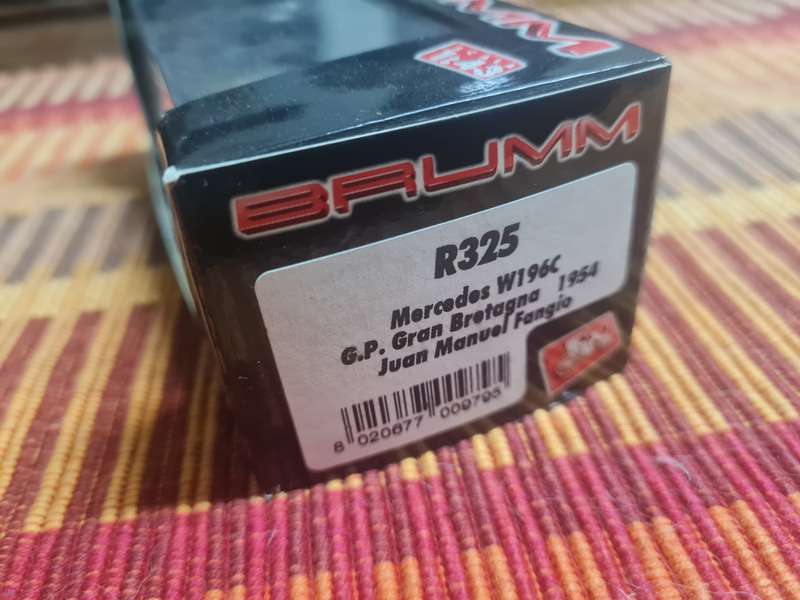 BRUMM
R325
Mercedes W196C
G.P. Gran Bretagna 1954
Juan Manuel Fangio
8 020677 009795